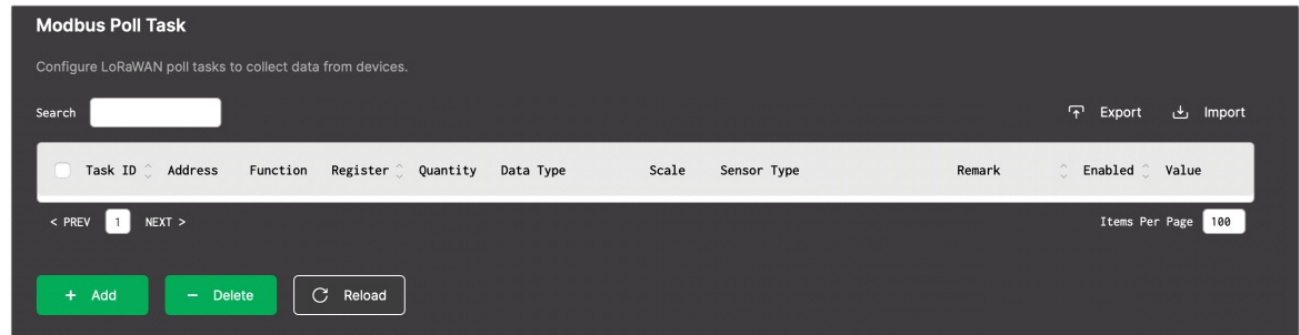 Modbus Poll Task
Configure LoRaWAN poll tasks to collect data from devices.
Search Export Import
Task ID Address Function Register Quantity Data Type Scale Sensor Type Remark Enabled Value
< PREV 1 NEXT > Items Per Page 100
+ Add − Delete Reload